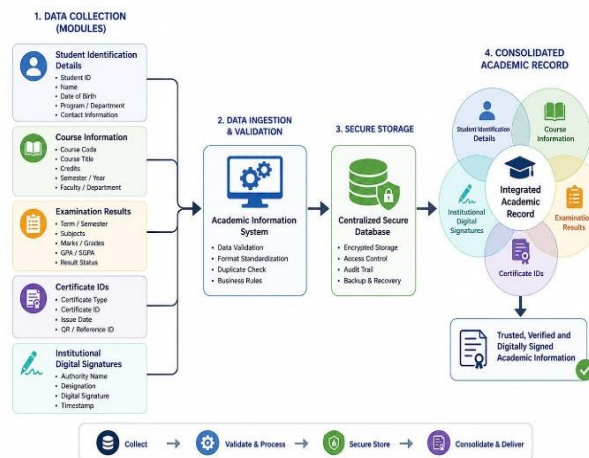 1. DATA COLLECTION
(MODULES)
Student Identification
Details
• Student ID
• Name
• Date of Birth
• Program / Department
• Contact Information
Course Information
• Course Code
• Course Title
• Credits
• Semester / Year
• Faculty / Department
Examination Results
• Term / Semester
• Subjects
• Marks / Grades
• GPA / SGPA
• Result Status
Certificate IDs
• Certificate Type
• Certificate ID
• Issue Date
• QR / Reference ID
Institutional
Digital Signatures
• Authority Name
• Designation
• Digital Signature
• Timestamp
2. DATA INGESTION
& VALIDATION
Academic Information
System
• Data Validation
• Format Standardization
• Duplicate Check
• Business Rules
3. SECURE STORAGE
Centralized Secure
Database
• Encrypted Storage
• Access Control
• Audit Trail
• Backup & Recovery
4. CONSOLIDATED
ACADEMIC RECORD
Student Identification
Details
Course
Information
Institutional
Digital
Signatures
Integrated
Academic
Record
Examination
Results
Certificate IDs
Trusted, Verified and
Digitally Signed
Academic Information
Collect
Validate & Process
Secure Store
Consolidate & Deliver